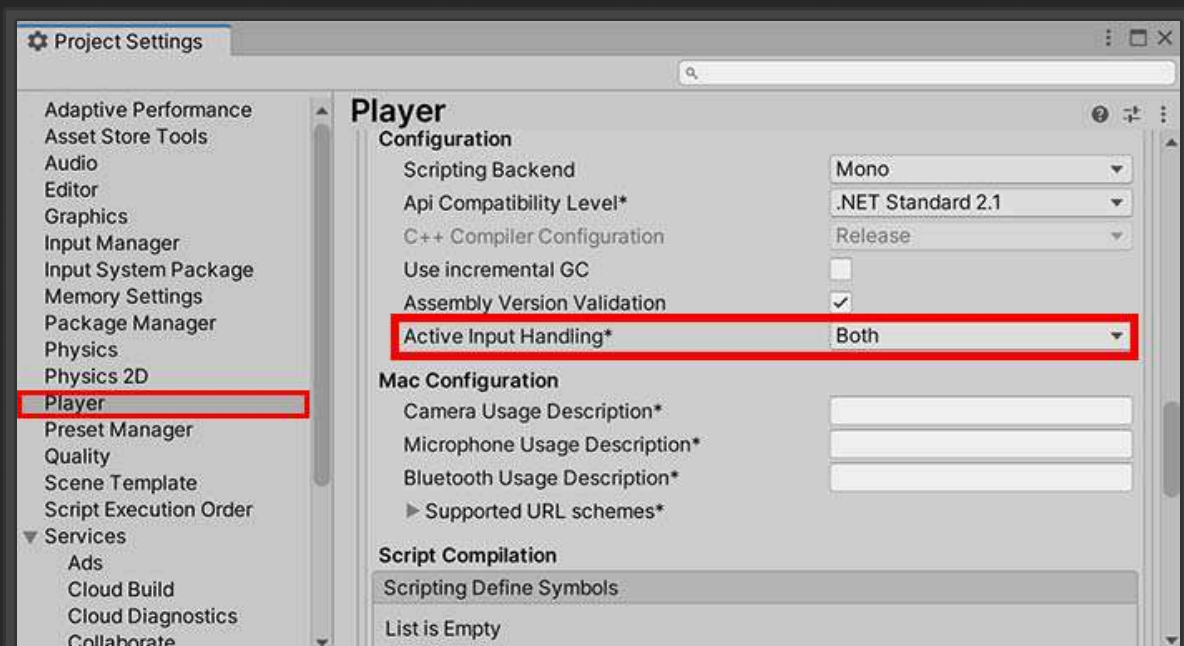 Project Settings
Adaptive Performance
Asset Store Tools
Audio
Editor
Graphics
Input Manager
Input System Package
Memory Settings
Package Manager
Physics
Physics 2D
Player
Preset Manager
Quality
Scene Template
Script Execution Order
Services
Ads
Cloud Build
Cloud Diagnostics
Collaborate
Player
Configuration
Scripting Backend Mono
Api Compatibility Level* .NET Standard 2.1
C++ Compiler Configuration Release
Use incremental GC
Assembly Version Validation
Active Input Handling* Both
Mac Configuration
Camera Usage Description*
Microphone Usage Description*
Bluetooth Usage Description*
Supported URL schemes*
Script Compilation
Scripting Define Symbols
List is Empty